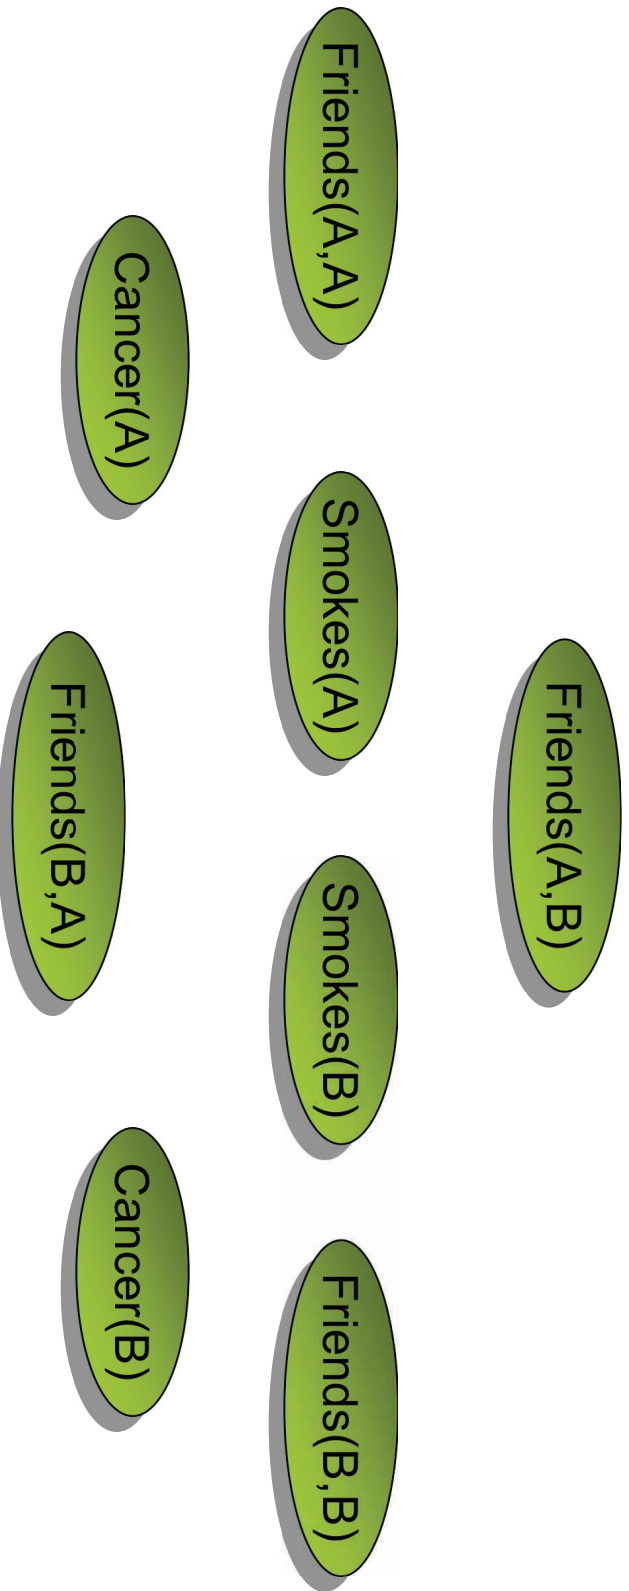 Friends(A,B)
Friends(A,A)
Smokes(A)
Smokes(B)
Friends(B,B)
Cancer(A)
Cancer(B)
Friends(B,A)